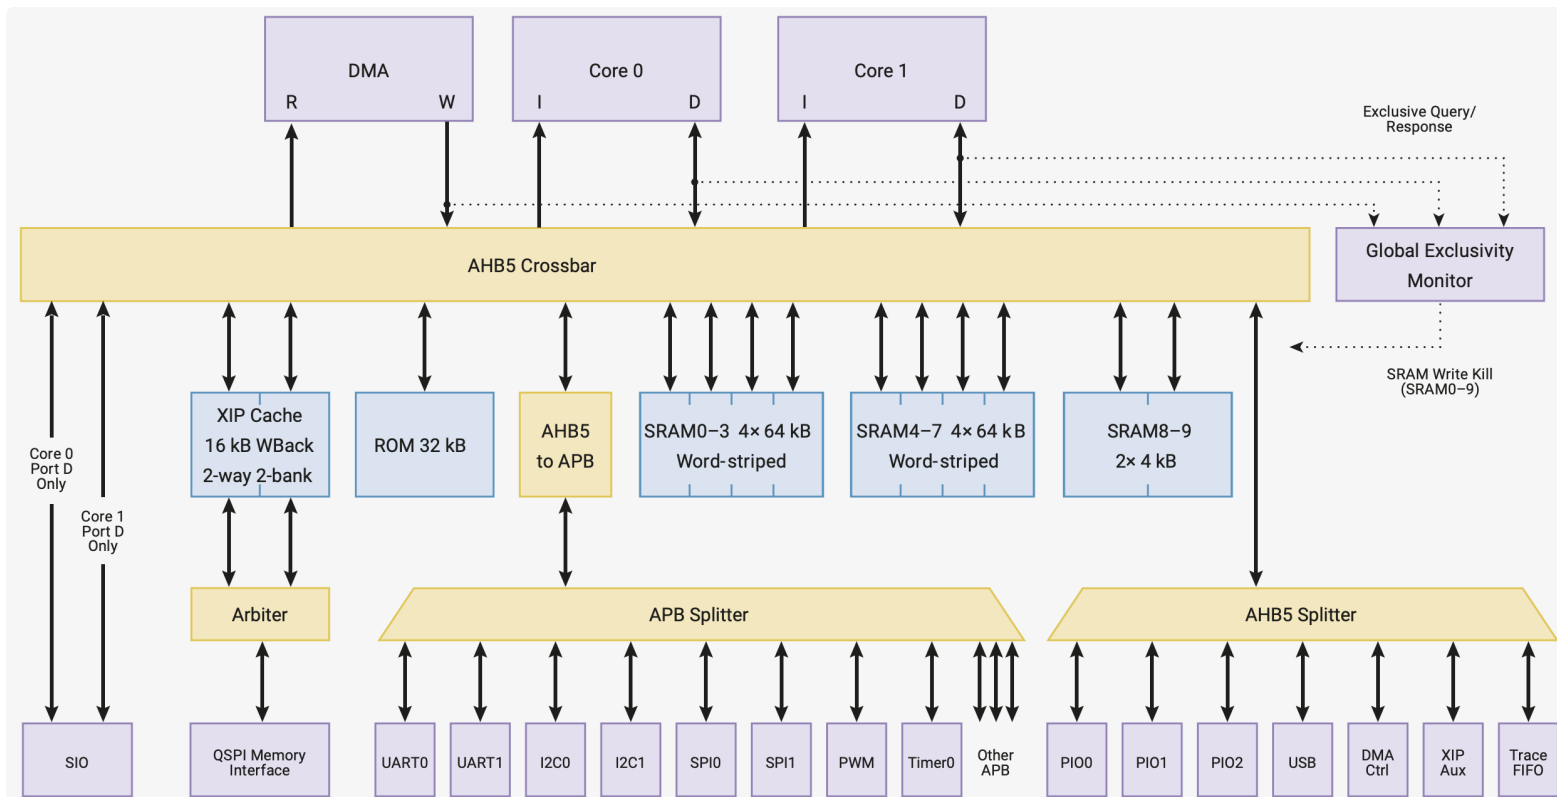 DMA
R
W
Core 0
I
D
Core 1
I
D
Exclusive Query/
Response
AHB5 Crossbar
Global Exclusivity
Monitor
SRAM Write Kill
(SRAM0–9)
Core 0
Port D
Only
Core 1
Port D
Only
XIP Cache
16 kB WBack
2-way 2-bank
ROM 32 kB
AHB5
to APB
SRAM0–3 4× 64 kB
Word-striped
SRAM4–7 4× 64 kB
Word-striped
SRAM8–9
2× 4 kB
Arbiter
APB Splitter
AHB5 Splitter
SIO
QSPI Memory
Interface
UART0
UART1
I2C0
I2C1
SPI0
SPI1
PWM
Timer0
Other
APB
PIO0
PIO1
PIO2
USB
DMA
Ctrl
XIP
Aux
Trace
FIFO